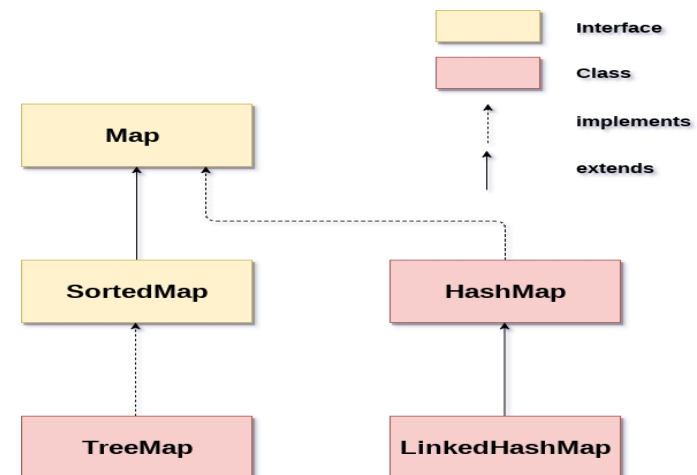 Interface
Class
implements
extends
Map
SortedMap
HashMap
TreeMap
LinkedHashMap